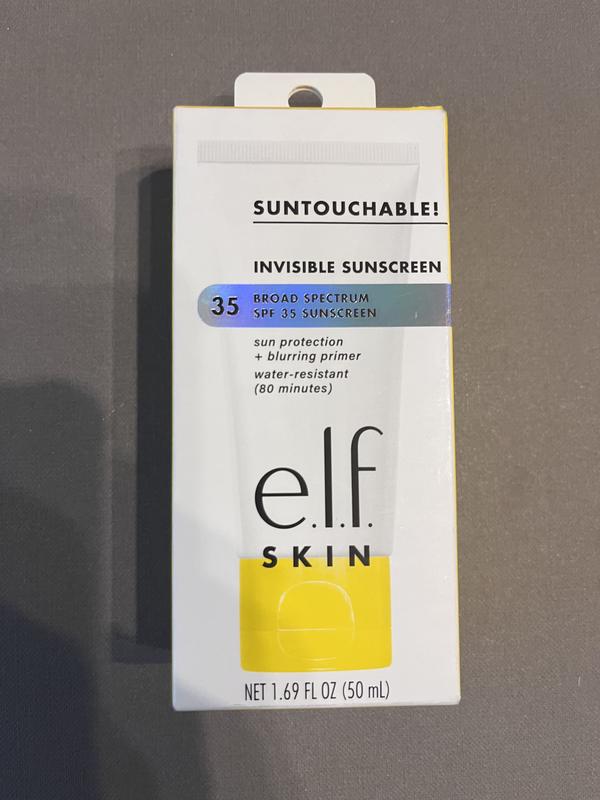 SUNTOUCHABLE!
INVISIBLE SUNSCREEN
35
BROAD SPECTRUM
SPF 35 SUNSCREEN
sun protection
+ blurring primer
water-resistant
(80 minutes)
e.l.f.
SKIN
NET 1.69 FL OZ (50 mL)